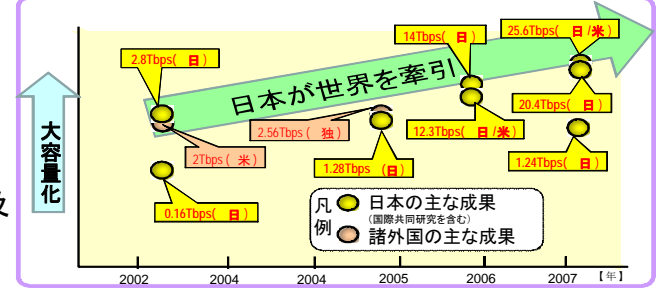 25.6Tbps( 日/米 )
14Tbps( 日 )
2.8Tbps( 日 )
日本が世界を牽引
大容量化
20.4Tbps( 日 )
2.56Tbps( 独 )
12.3Tbps( 日/米 )
2Tbps( 米 )
1.28Tbps (日)
1.24Tbps( 日 )
0.16Tbps( 日 )
及
凡例
日本の主な成果
(国際共同研究を含む)
諸外国の主な成果
2002 2004 2004 2005 2006 2007 【年】